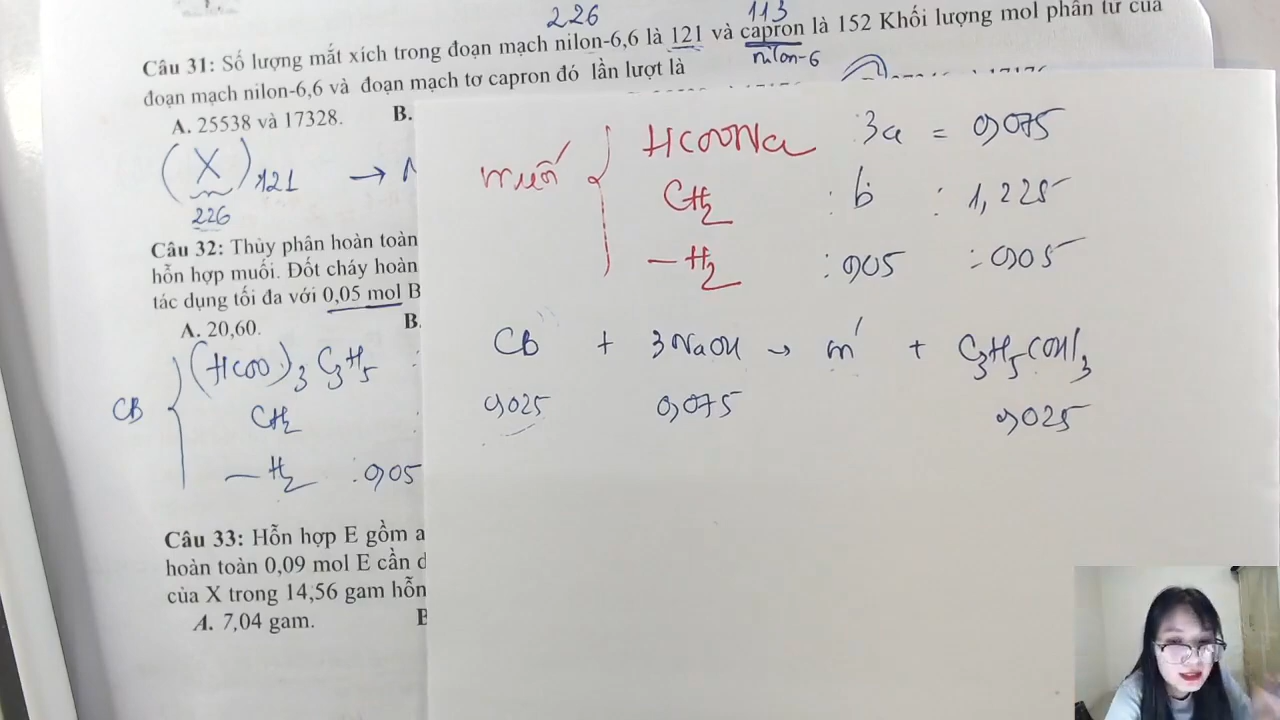 226 113
Câu 31: Số lượng mắt xích trong đoạn mạch nilon-6,6 là 121 và capron là 152 Khối lượng mol phân tử của
nilon-6
đoạn mạch nilon-6,6 và đoạn mạch tơ capron đó lần lượt là
A. 25538 và 17328. B.
(X)121 →
226
Câu 32: Thủy phân hoàn toàn
hỗn hợp muối. Đốt cháy hoàn
tác dụng tối đa với 0,05 mol B
A. 20,60. B.
CB
(HCOO)3 C3H5 :
CH2
-H2 : 0,05
Câu 33: Hỗn hợp E gồm a
hoàn toàn 0,09 mol E cần d
của X trong 14,56 gam hỗn
A. 7,04 gam. B
muối
HCOONa : 3a = 0,075
CH2 : b : 1,225
-H2 : 0,05 : 0,05
CB + 3NaOH → m' + C3H5(OH)3
0,025 0,075 0,025